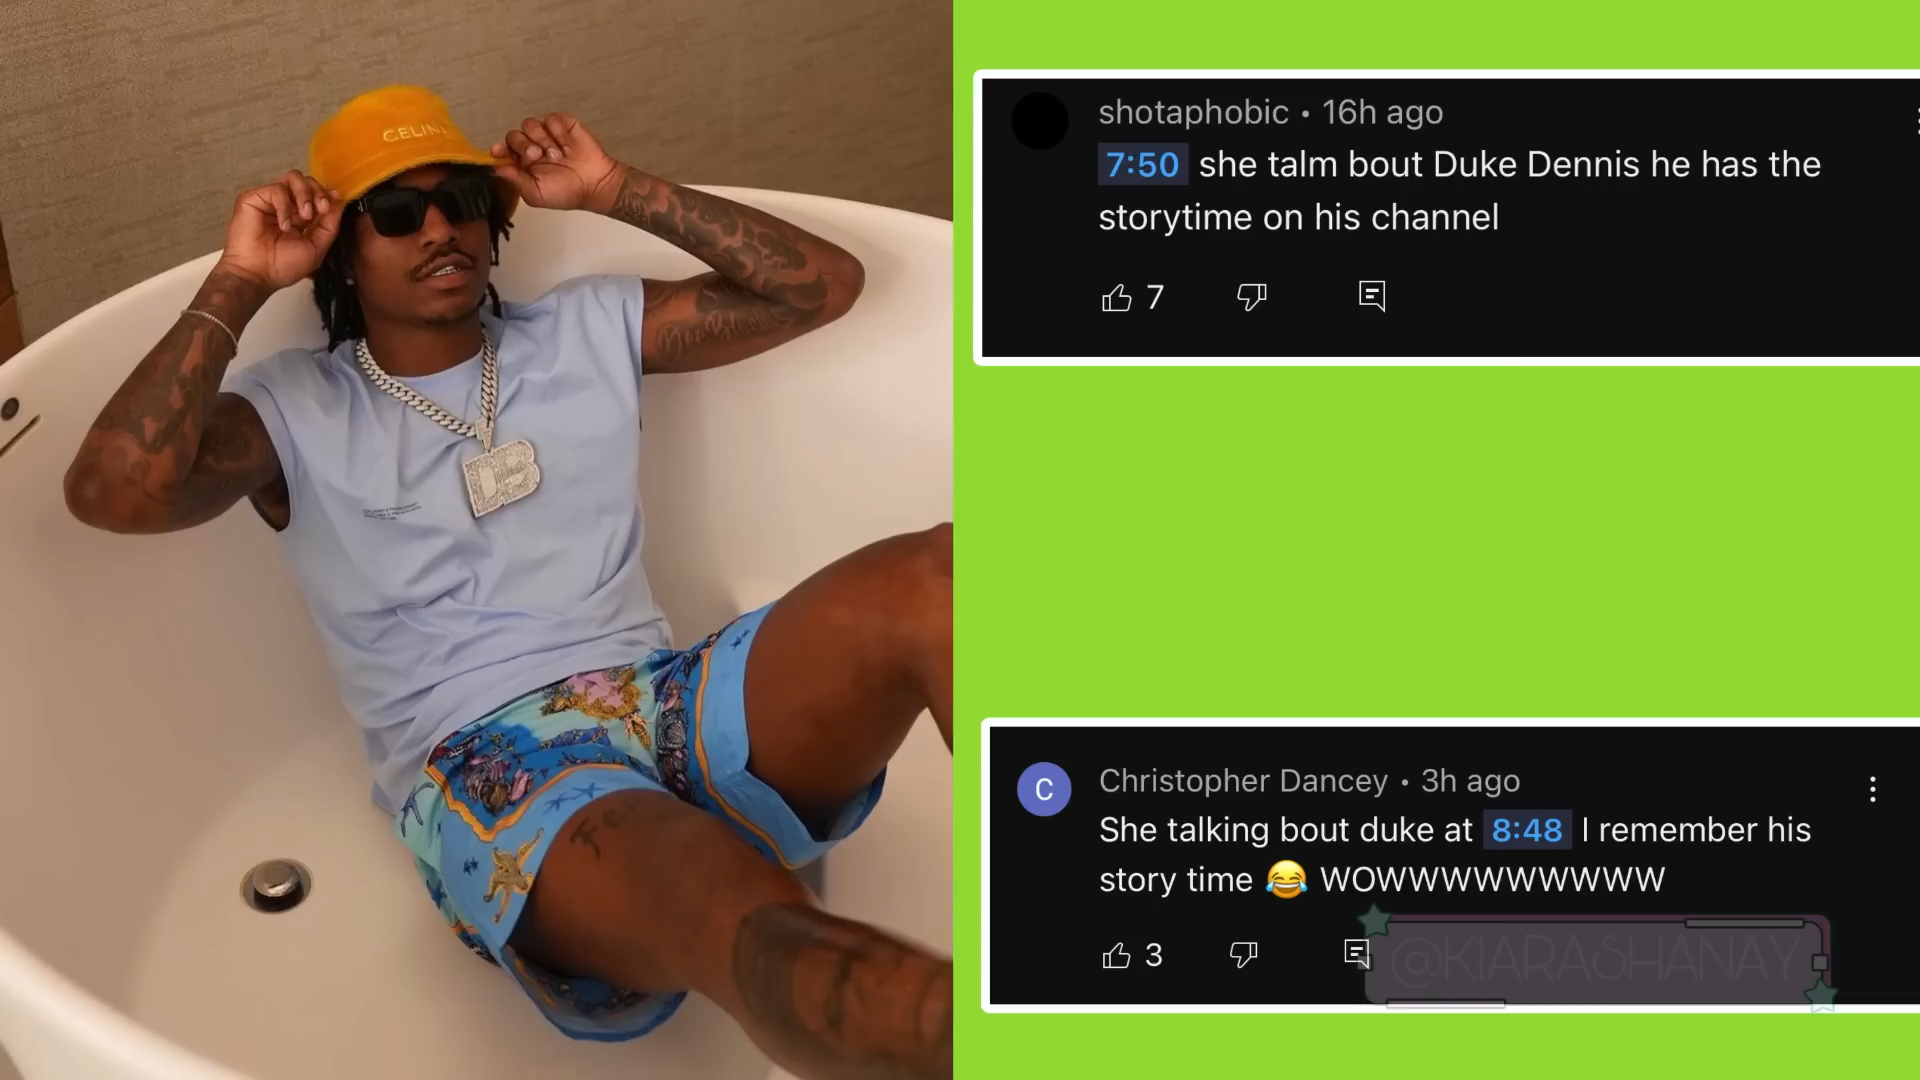 CELINE
DB
DeeBlock
Fe
shotaphobic • 16h ago
7:50 she talm bout Duke Dennis he has the
storytime on his channel
7
Christopher Dancey • 3h ago
C
She talking bout duke at 8:48 I remember his
story time 😂 WOWWWWWWWWW
3
@KIARASHANAY